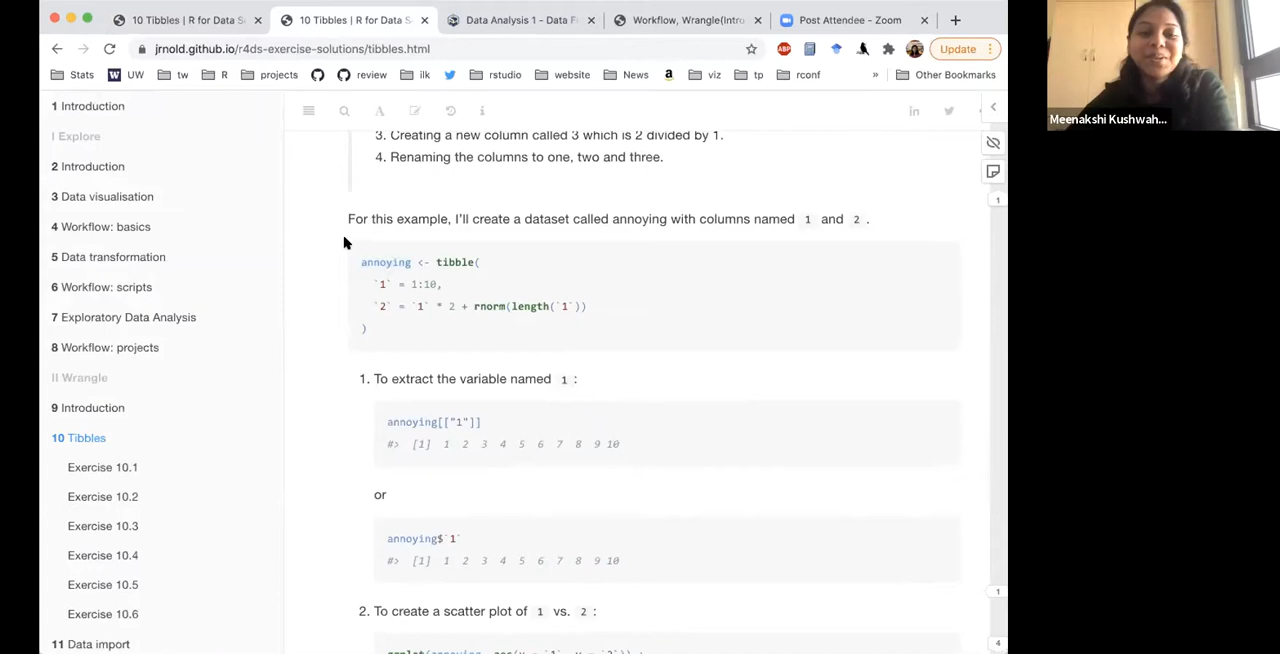 10 Tibbles | R for Data S
10 Tibbles | R for Data S
Data Analysis 1 - Data F
Workflow, Wrangle(Intro
Post Attendee - Zoom
jrnold.github.io/r4ds-exercise-solutions/tibbles.html
ABP
Update
Stats
W UW
tw
R
projects
review
ilk
rstudio
website
News
a
viz
tp
rconf
»
Other Bookmarks
Meenakshi Kushwah...
1 Introduction
I Explore
2 Introduction
3 Data visualisation
4 Workflow: basics
5 Data transformation
6 Workflow: scripts
7 Exploratory Data Analysis
8 Workflow: projects
II Wrangle
9 Introduction
10 Tibbles
Exercise 10.1
Exercise 10.2
Exercise 10.3
Exercise 10.4
Exercise 10.5
Exercise 10.6
11 Data import
3. Creating a new column called 3 which is 2 divided by 1.
4. Renaming the columns to one, two and three.
For this example, I'll create a dataset called annoying with columns named 1 and 2 .
annoying <- tibble(
`1` = 1:10,
`2` = `1` * 2 + rnorm(length(`1`))
)
1. To extract the variable named 1 :
annoying[["1"]]
#> [1] 1 2 3 4 5 6 7 8 9 10
or
annoying$`1`
#> [1] 1 2 3 4 5 6 7 8 9 10
2. To create a scatter plot of 1 vs. 2 :
1
1
4